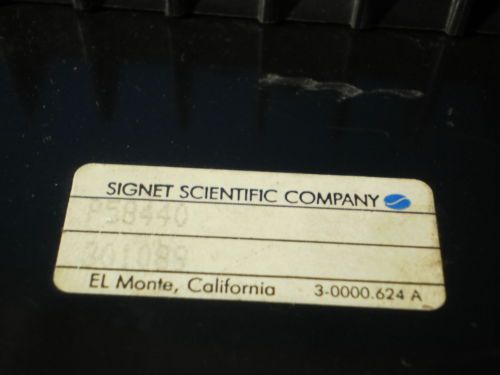 SIGNET SCIENTIFIC COMPANY
P58440
301089
EL Monte, California 3-0000.624 A